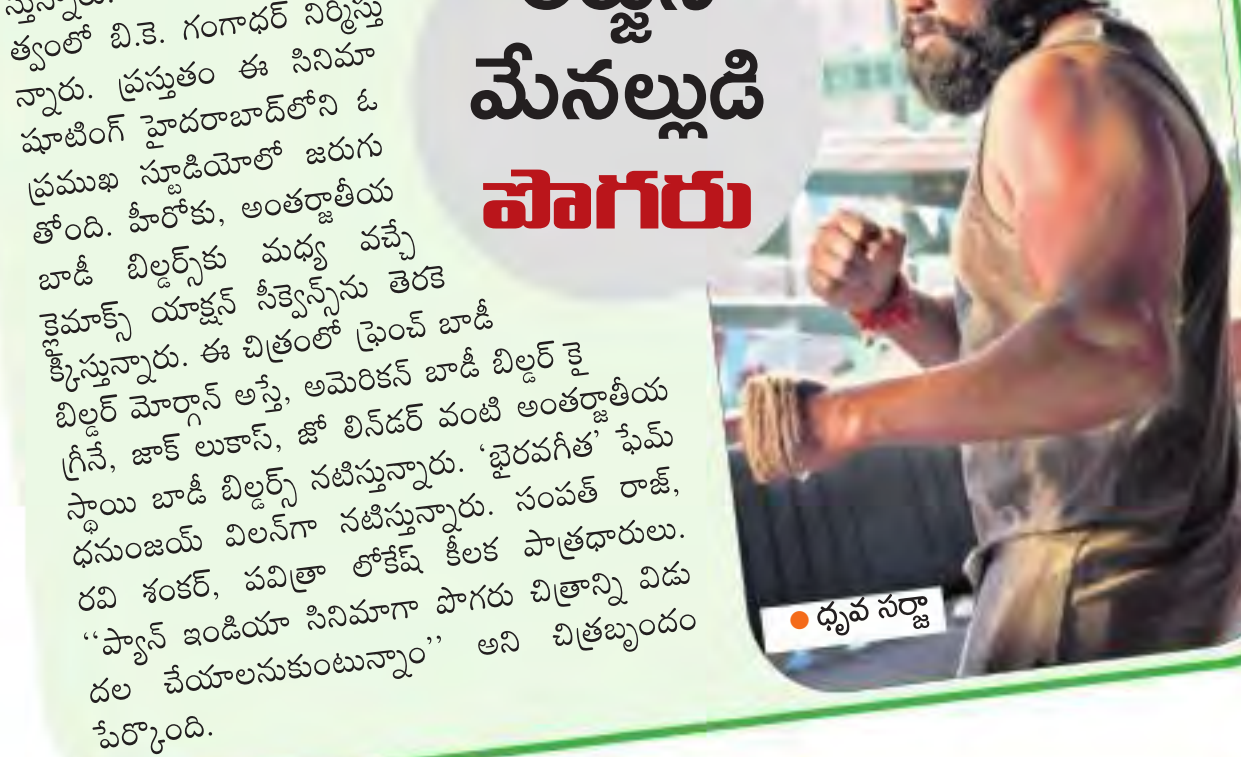 మేనల్లుడి
పొగరు
త్వంలో బి.కె. గంగాధర్ నిర్మిస్తు
న్నారు. ప్రస్తుతం ఈ సినిమా
షూటింగ్ హైదరాబాద్‌లోని ఓ
ప్రముఖ స్టూడియోలో జరుగు
తోంది. హీరోకు, అంతర్జాతీయ
బాడీ బిల్డర్స్‌కు మధ్య వచ్చే
క్లైమాక్స్ యాక్షన్ సీక్వెన్స్‌ను తెరకె
క్కిస్తున్నారు. ఈ చిత్రంలో ఫ్రెంచ్ బాడీ
బిల్డర్ మోర్గాన్ అస్తే, అమెరికన్ బాడీ బిల్డర్ కై
గ్రీనే, జాక్ లుకాస్, జో లిన్‌డర్ వంటి అంతర్జాతీయ
స్థాయి బాడీ బిల్డర్స్ నటిస్తున్నారు. ‘భైరవగీత’ ఫేమ్
ధనుంజయ్ విలన్‌గా నటిస్తున్నారు. సంపత్ రాజ్,
రవి శంకర్, పవిత్రా లోకేష్ కీలక పాత్రధారులు.
‘‘ప్యాన్ ఇండియా సినిమాగా పొగరు చిత్రాన్ని విడు
దల చేయాలనుకుంటున్నాం’’ అని చిత్రబృందం
పేర్కొంది.
ధృవ సర్జా